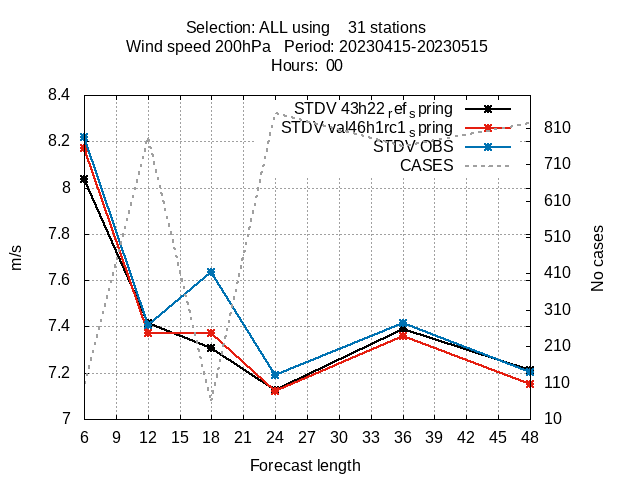 Selection: ALL using 31 stations
Wind speed 200hPa Period: 20230415-20230515
Hours: 00
STDV 43h22_ref_spring
STDV val46h1rc1_spring
STDV OBS
CASES
8.4
8.2
8
7.8
7.6
7.4
7.2
7
m/s
810
710
610
510
410
310
210
110
10
No cases
6 9 12 15 18 21 24 27 30 33 36 39 42 45 48
Forecast length